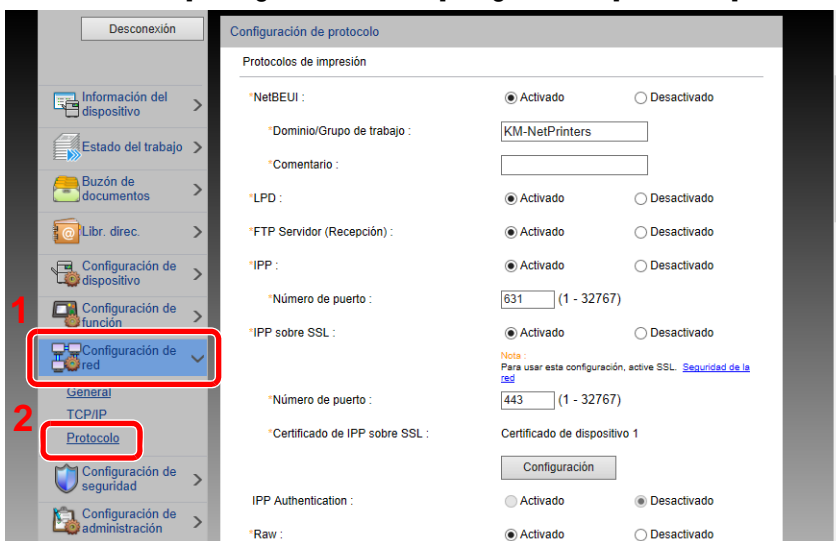 Desconexión
Configuración de protocolo
Protocolos de impresión
Información del
dispositivo
Estado del trabajo
Buzón de
documentos
Libr. direc.
Configuración de
dispositivo
1
Configuración de
función
Configuración de
red
General
2
TCP/IP
Protocolo
Configuración de
seguridad
Configuración de
administración
*NetBEUI : Activado Desactivado
*Dominio/Grupo de trabajo : KM-NetPrinters
*Comentario :
*LPD : Activado Desactivado
*FTP Servidor (Recepción) : Activado Desactivado
*IPP : Activado Desactivado
*Número de puerto : 631 (1 - 32767)
*IPP sobre SSL : Activado Desactivado
Nota :
Para usar esta configuración, active SSL. Seguridad de la
red
*Número de puerto : 443 (1 - 32767)
*Certificado de IPP sobre SSL : Certificado de dispositivo 1
Configuración
IPP Authentication : Activado Desactivado
*Raw : Activado Desactivado